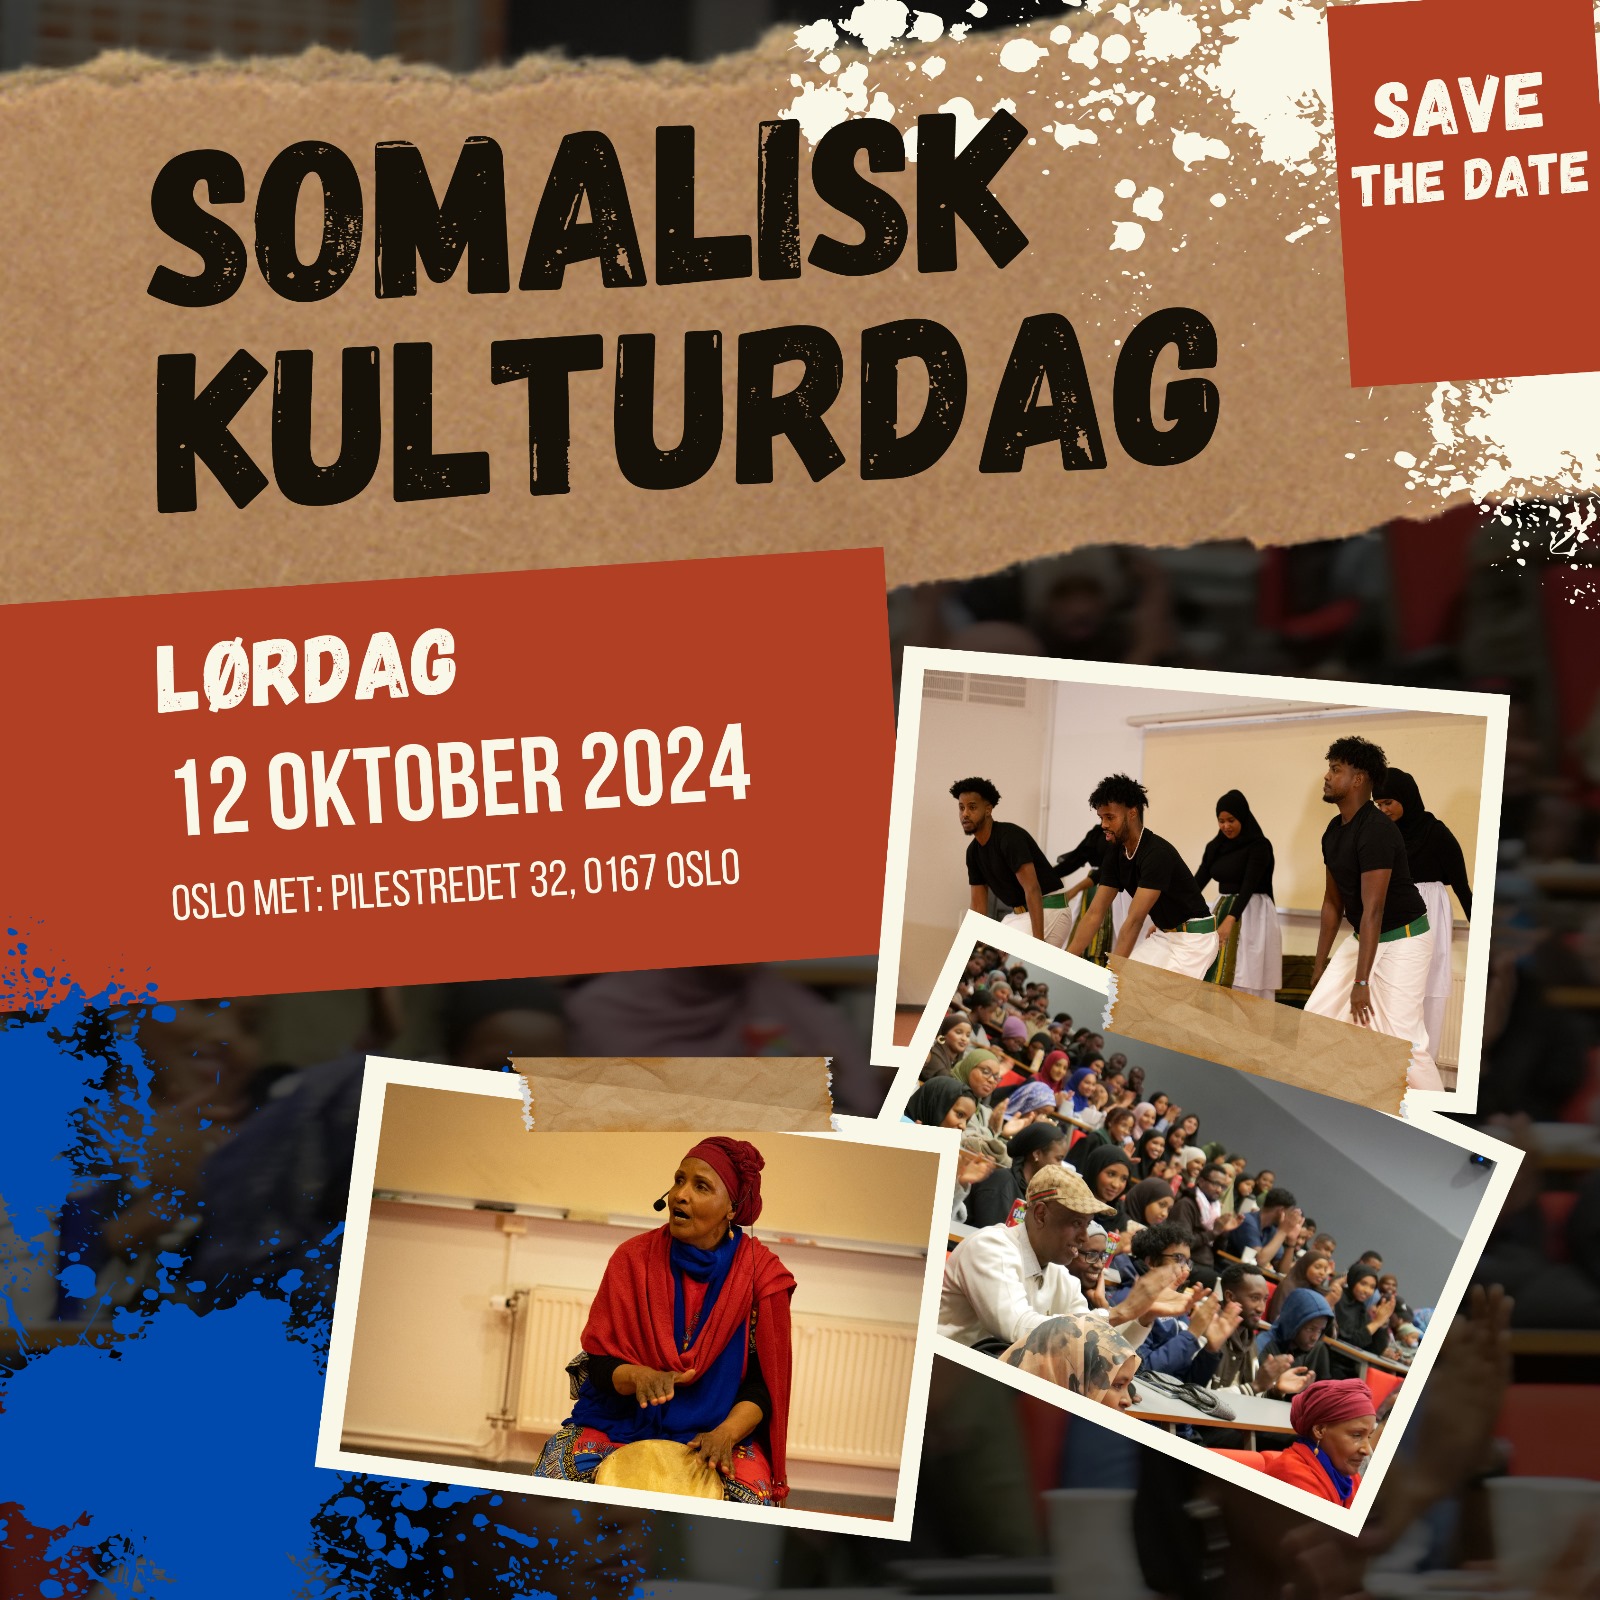 SAVE
THE DATE
SOMALISK
KULTURDAG
LØRDAG
12 OKTOBER 2024
OSLO MET: PILESTREDET 32, 0167 OSLO